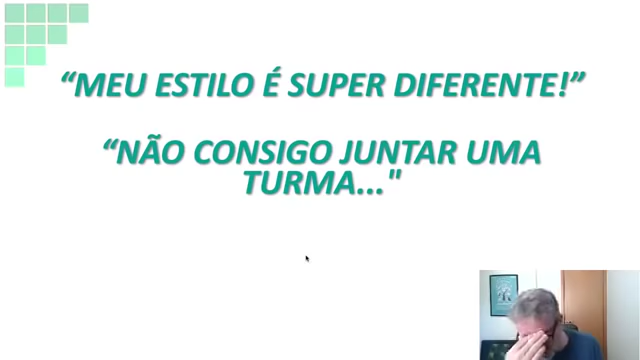 “MEU ESTILO É SUPER DIFERENTE!”
“NÃO CONSIGO JUNTAR UMA
TURMA..."